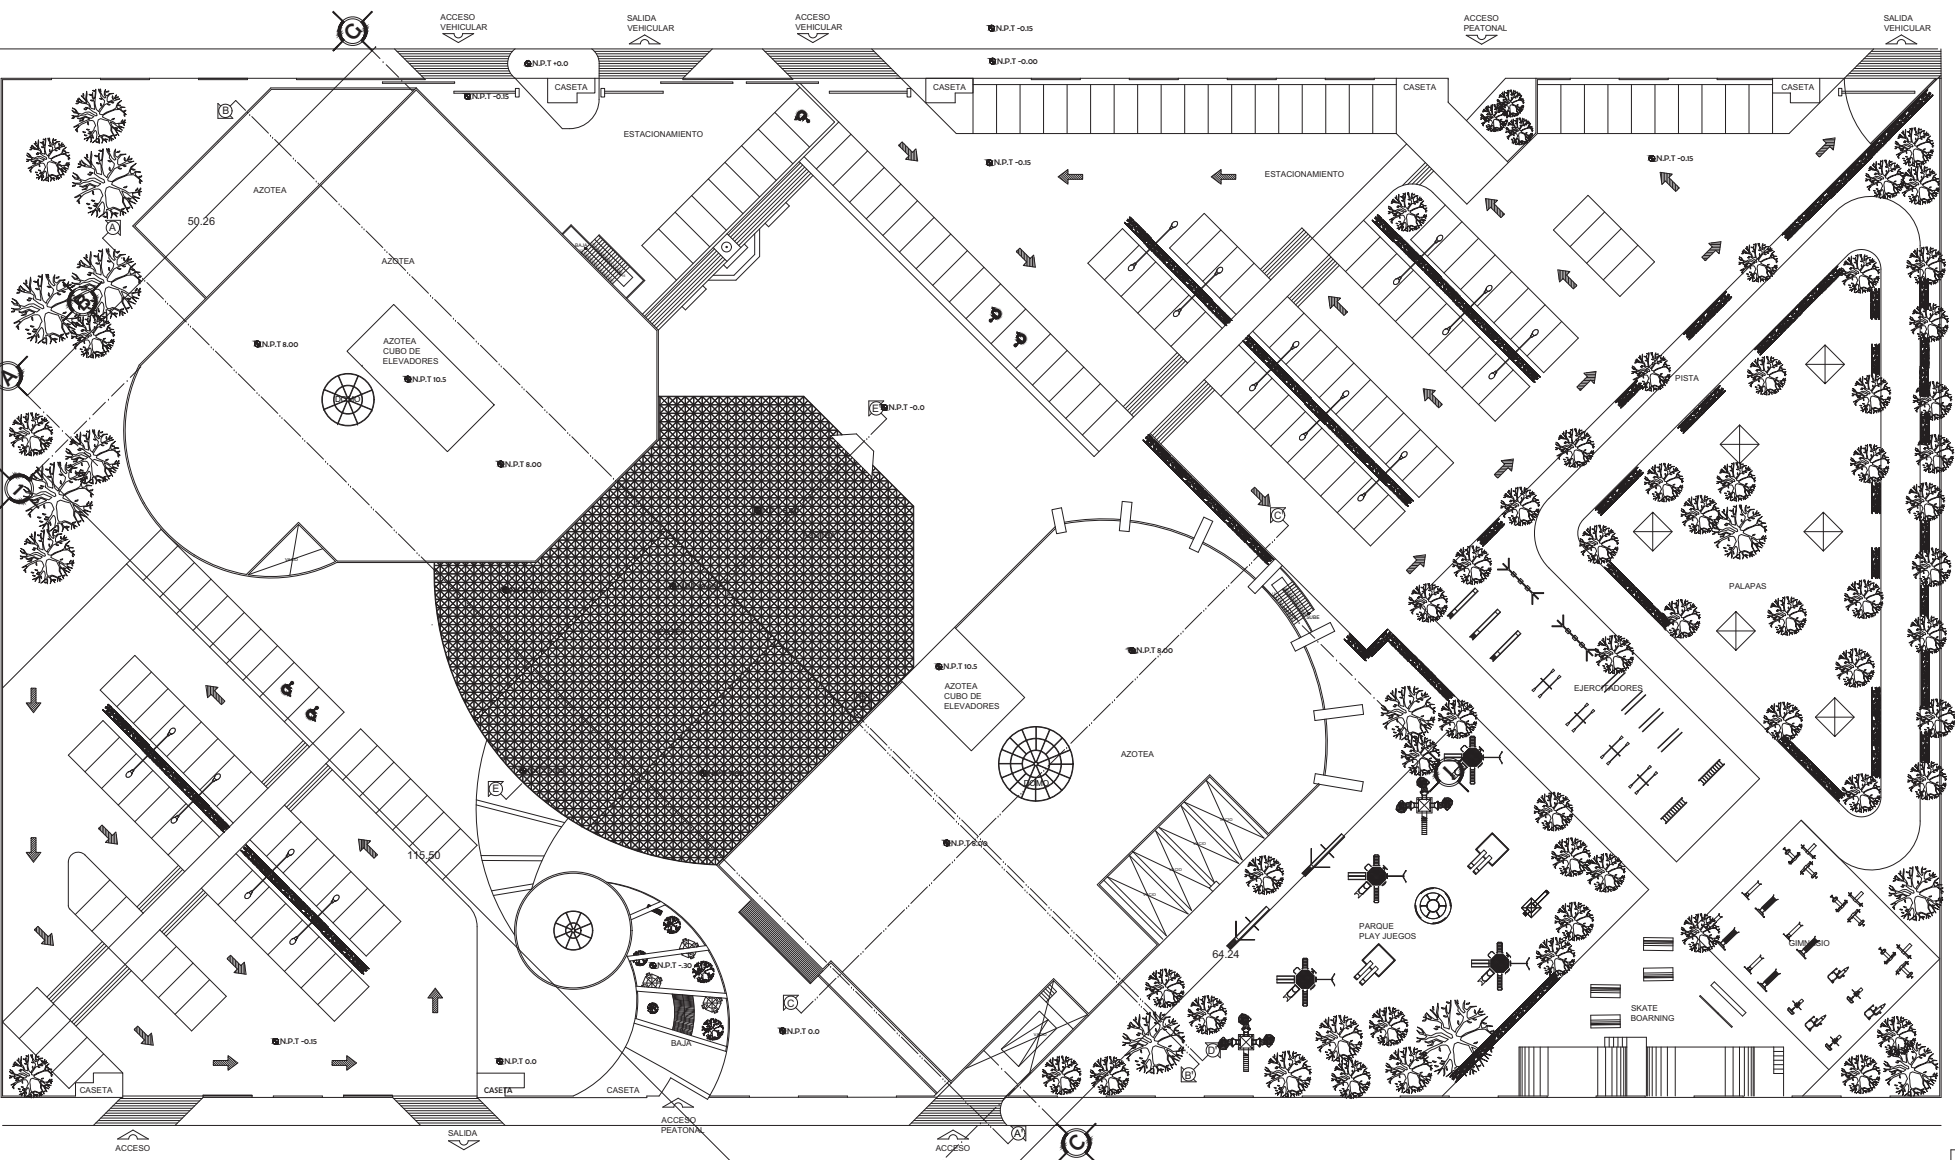 ACCESO
VEHICULAR
SALIDA
VEHICULAR
ACCESO
VEHICULAR
N.P.T -0.15
ACCESO
PEATONAL
SALIDA
VEHICULAR
N.P.T +0.0
N.P.T -0.00
CASETA
CASETA
CASETA
CASETA
N.P.T -0.15
B
ESTACIONAMIENTO
N.P.T -0.15
N.P.T -0.15
ESTACIONAMIENTO
AZOTEA
50.26
A
AZOTEA
B
N.P.T 8.00
AZOTEA
CUBO DE
ELEVADORES
N.P.T 10.5
A
PISTA
E'
N.P.T -0.0
N.P.T 8.00
C'
PALAPAS
N.P.T 8.00
N.P.T 10.5
AZOTEA
CUBO DE
ELEVADORES
EJERCITADORES
AZOTEA
DOMO
E
N.P.T 8.00
115.50
PARQUE
PLAY JUEGOS
GIMNASIO
64.24
N.P.T -.30
C
SKATE
BOARNING
N.P.T 0.0
N.P.T -0.15
BAJA
D'
N.P.T 0.0
B'
CASETA
CASETA
CASETA
ACCESO
PEATONAL
A'
C
ACCESO
SALIDA
ACCESO